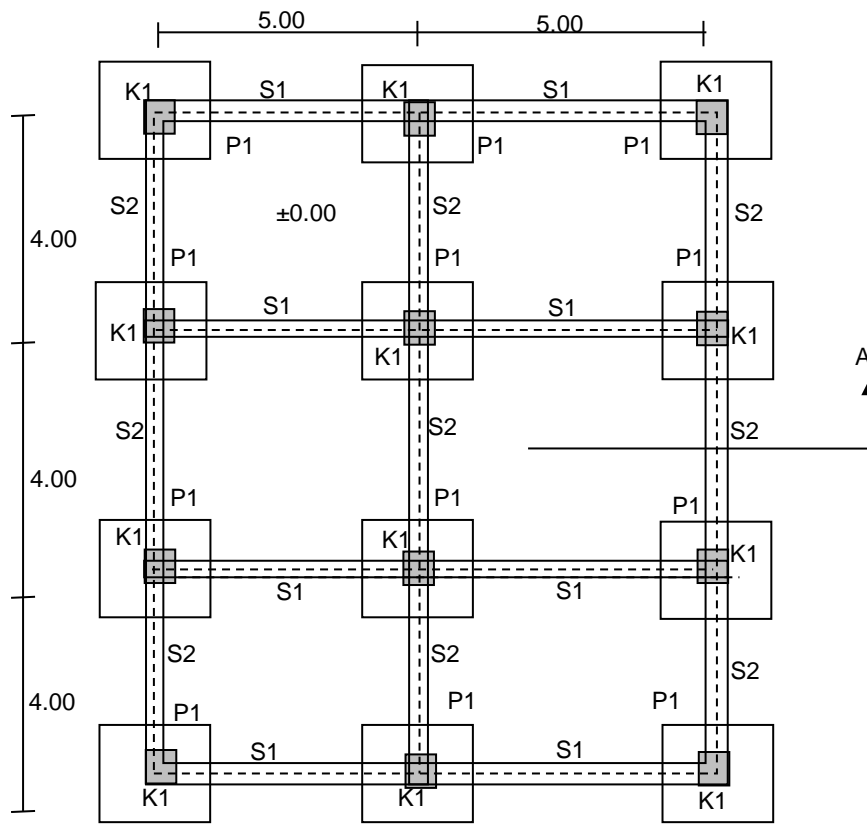 5.00 5.00
K1 S1 K1 S1 K1
P1 P1 P1
S2 ±0.00 S2 S2
4.00
P1 P1 P1
S1 S1
K1 K1 K1
A
S2 S2 S2
4.00
P1 P1 P1
K1 K1 K1
S1 S1
S2 S2 S2
4.00
P1 P1 P1
S1 S1
K1 K1 K1